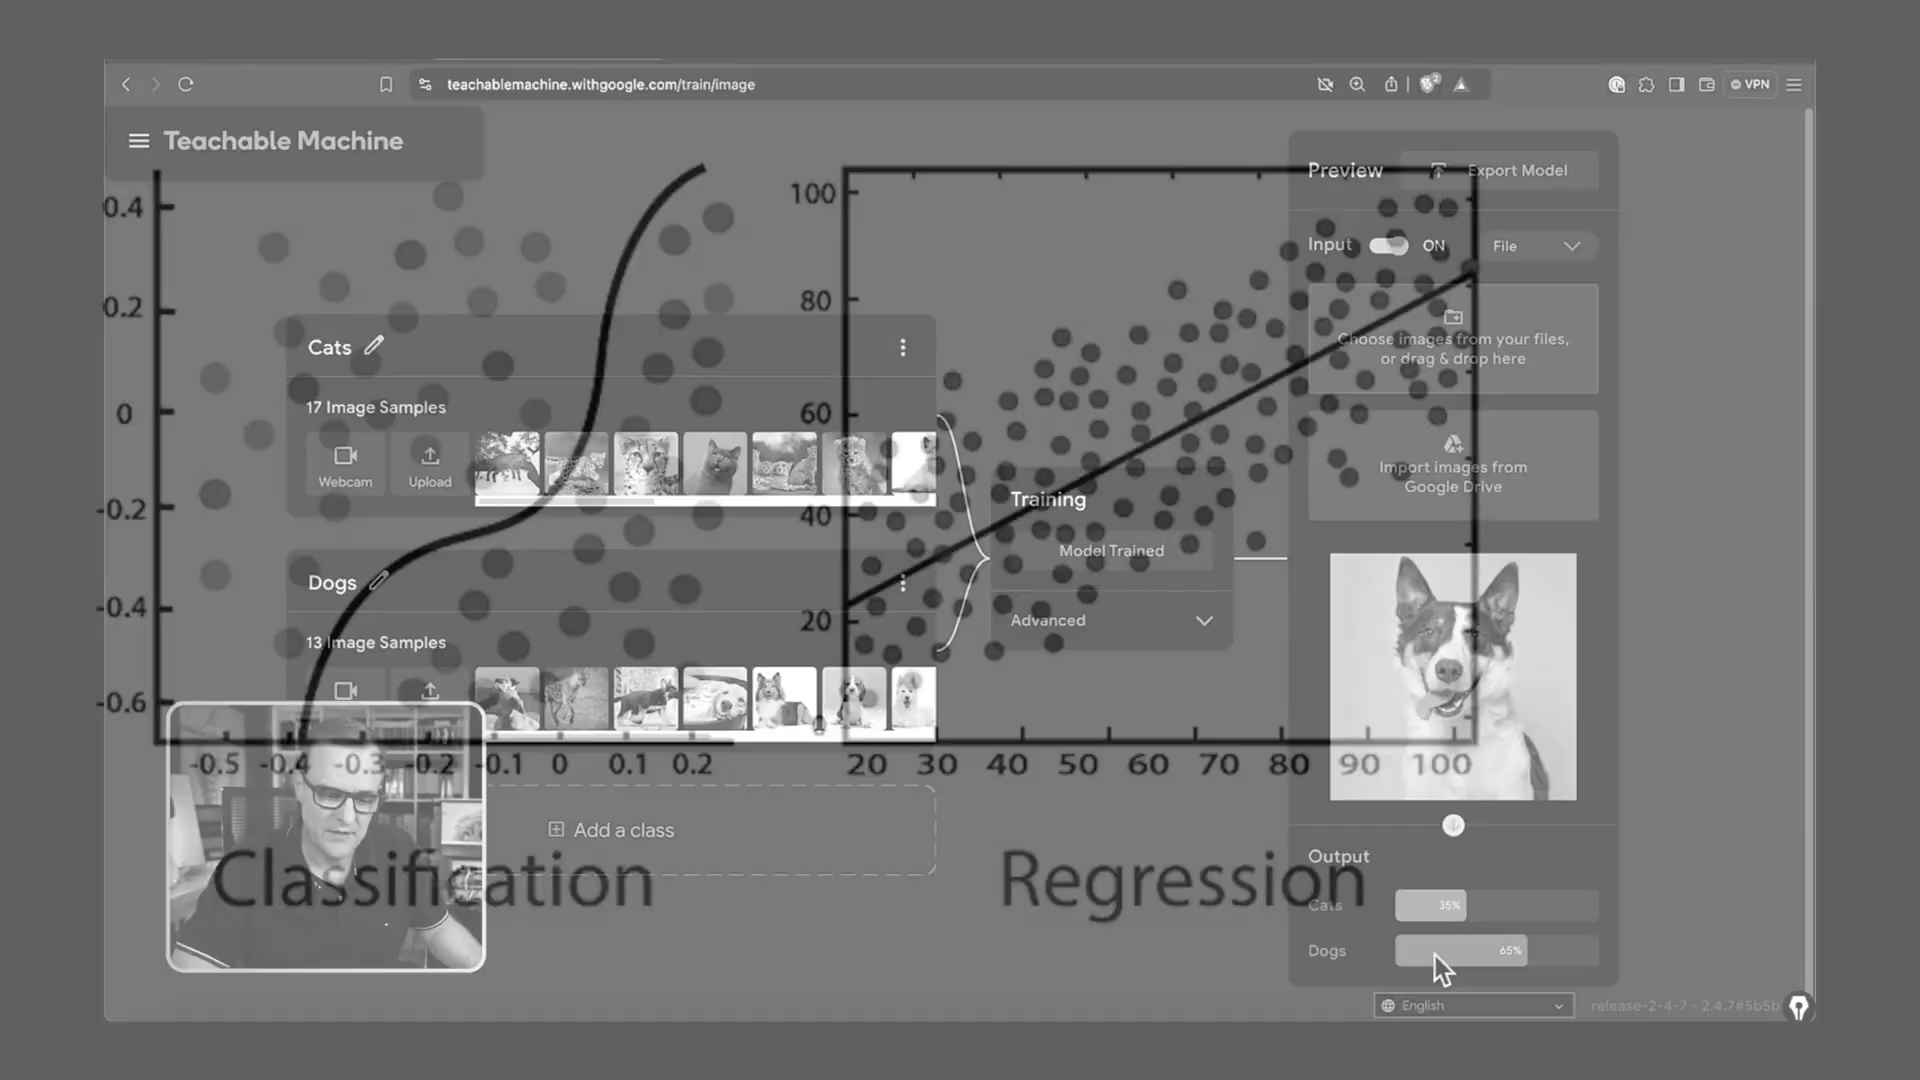 teachablemachine.withgoogle.com/train/image
2
VPN
Teachable Machine
Preview
Export Model
Input
ON
File
Choose images from your files,
or drag & drop here
Import images from
Google Drive
Cats
17 Image Samples
Webcam
Upload
Dogs
13 Image Samples
Add a class
Training
Model Trained
Advanced
Output
Cats
35%
Dogs
65%
English
release-2-4-7 - 2.4.7#5b5b
0.4
0.2
0
-0.2
-0.4
-0.6
-0.5 -0.4 -0.3 -0.2 -0.1 0 0.1 0.2
Classification
100
80
60
40
20
20 30 40 50 60 70 80 90 100
Regression